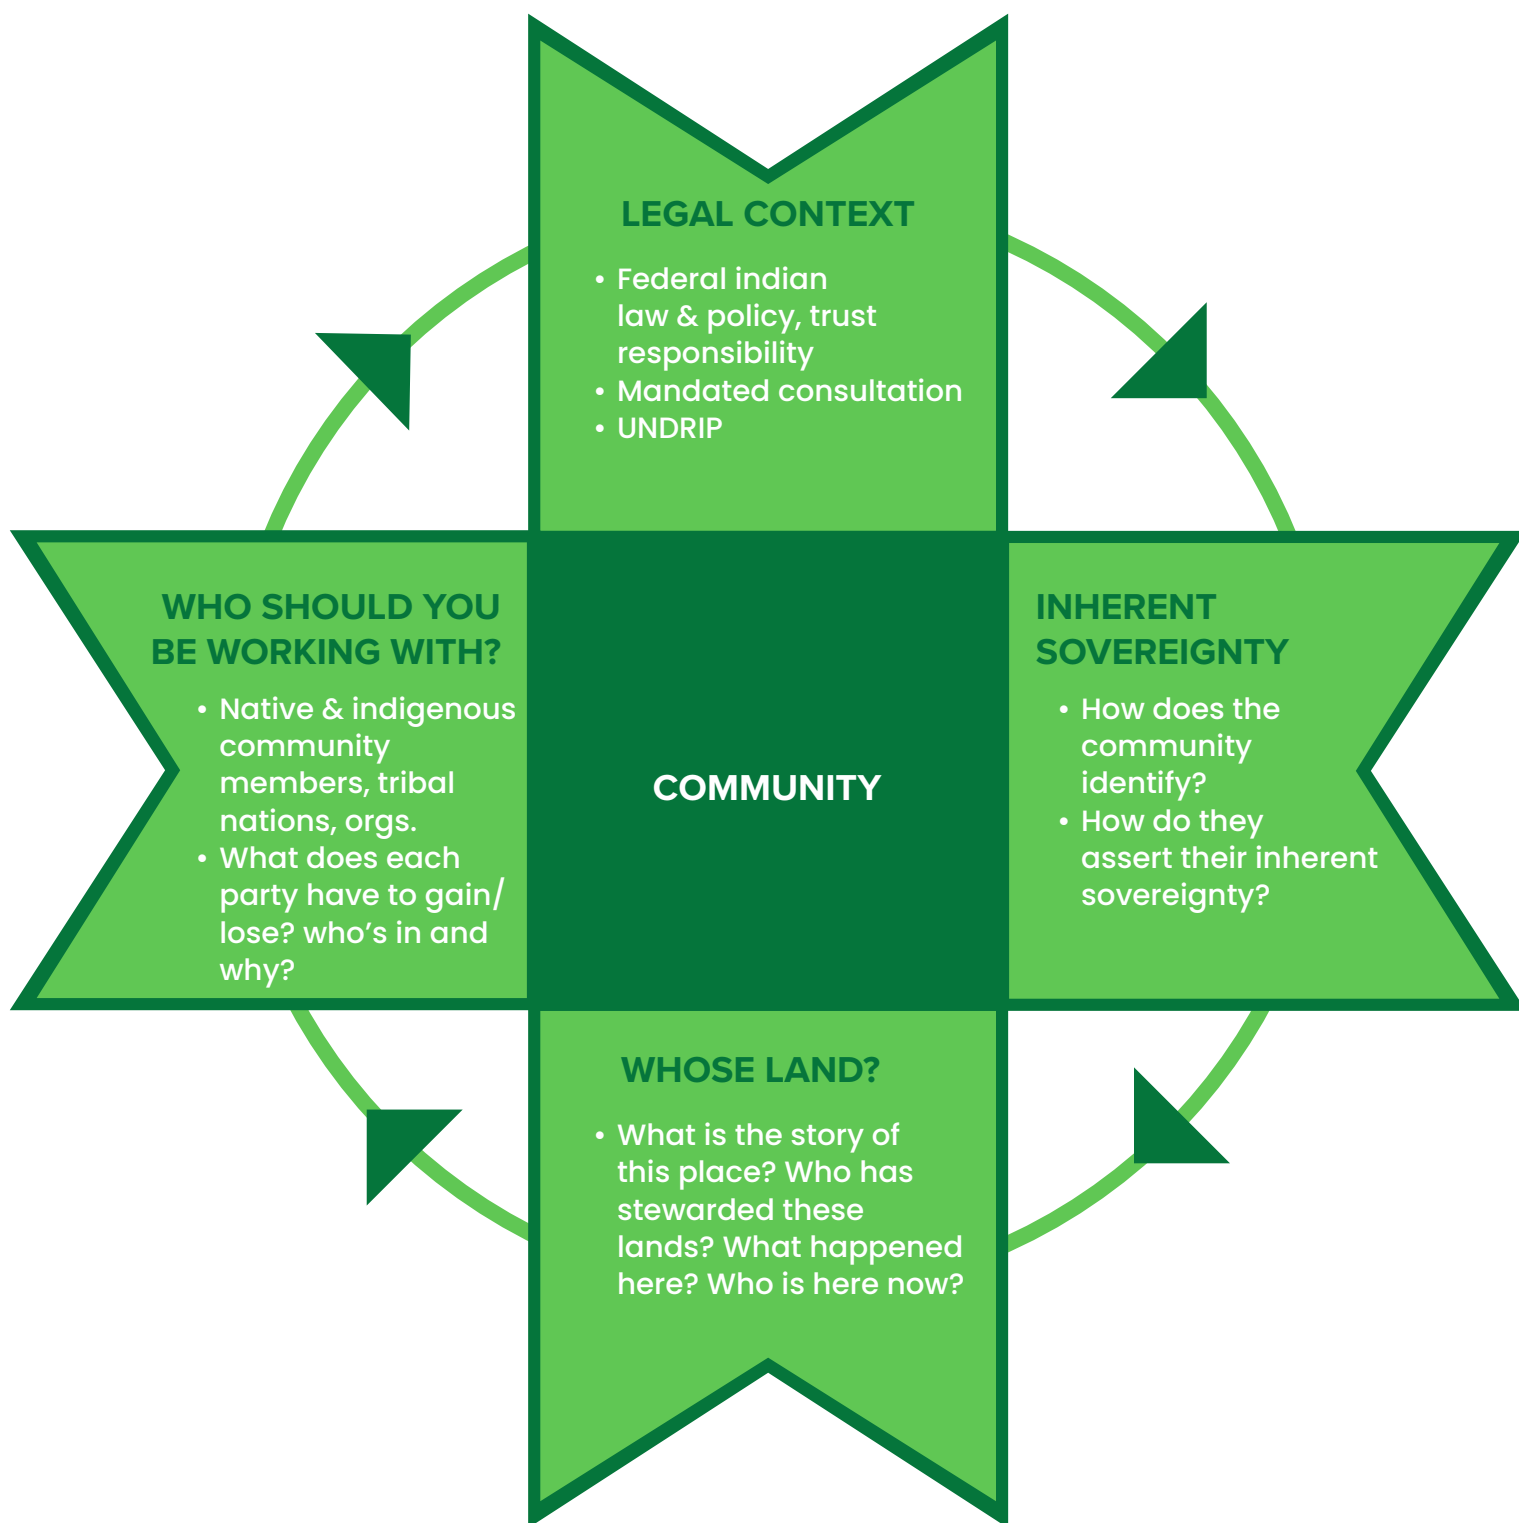 LEGAL CONTEXT
• Federal indian
law & policy, trust
responsibility
• Mandated consultation
• UNDRIP
WHO SHOULD YOU
BE WORKING WITH?
• Native & indigenous
community
members, tribal
nations, orgs.
• What does each
party have to gain/
lose? who’s in and
why?
COMMUNITY
INHERENT
SOVEREIGNTY
• How does the
community
identify?
• How do they
assert their inherent
sovereignty?
WHOSE LAND?
• What is the story of
this place? Who has
stewarded these
lands? What happened
here? Who is here now?